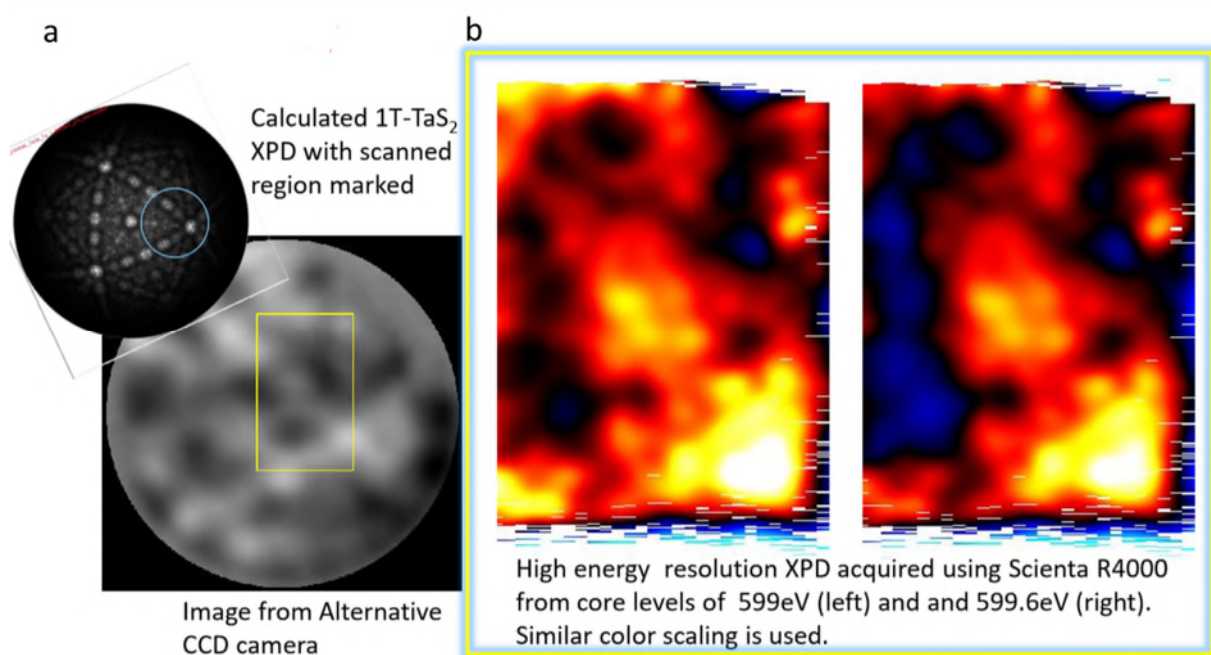 a
b
Calculated 1T-TaS₂
XPD with scanned
region marked
Image from Alternative
CCD camera
High energy resolution XPD acquired using Scienta R4000
from core levels of 599eV (left) and and 599.6eV (right).
Similar color scaling is used.